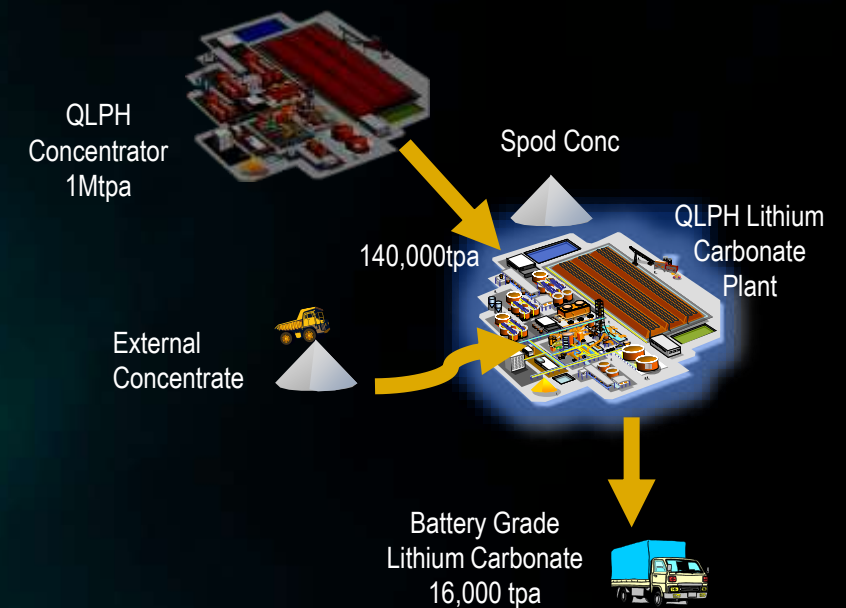 QLPH
Concentrator
1Mtpa
Spod Conc
QLPH Lithium
Carbonate
Plant
140,000tpa
External
Concentrate
Battery Grade
Lithium Carbonate
16,000 tpa